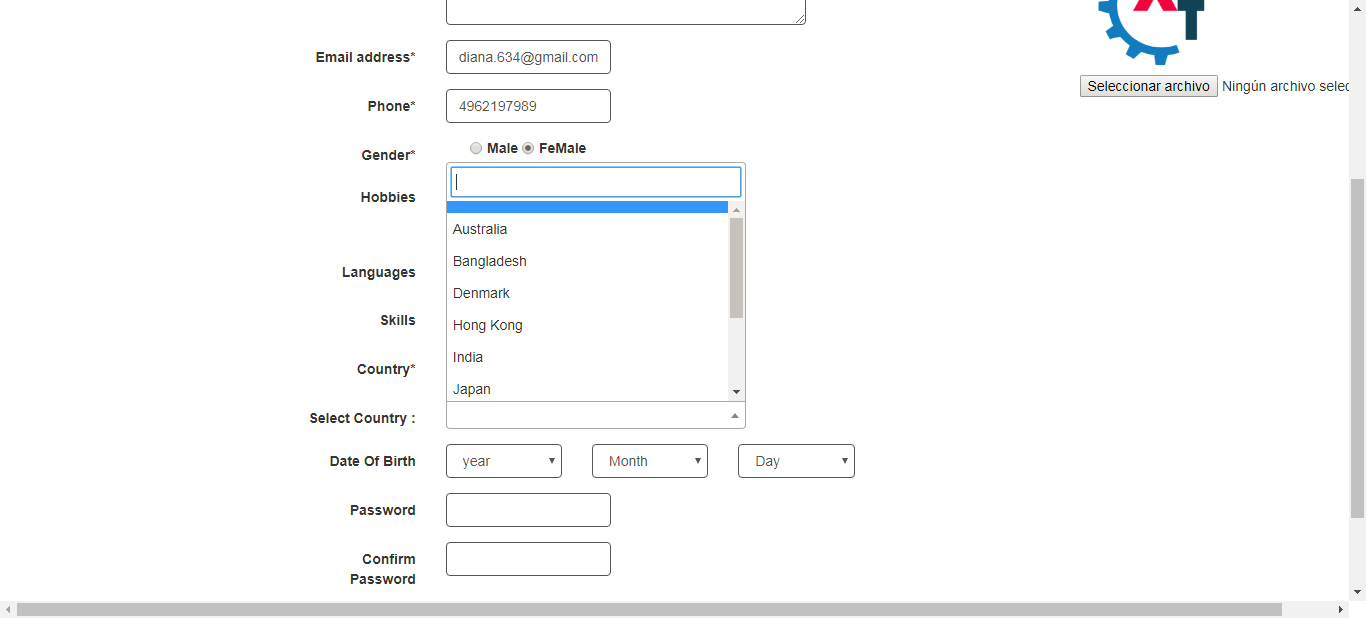 Email address* diana.634@gmail.com
Seleccionar archivo Ningún archivo selec
Phone* 4962197989
Gender* Male FeMale
Hobbies
Australia
Bangladesh
Languages
Denmark
Skills
Hong Kong
India
Country*
Japan
Select Country :
Date Of Birth year Month Day
Password
Confirm
Password